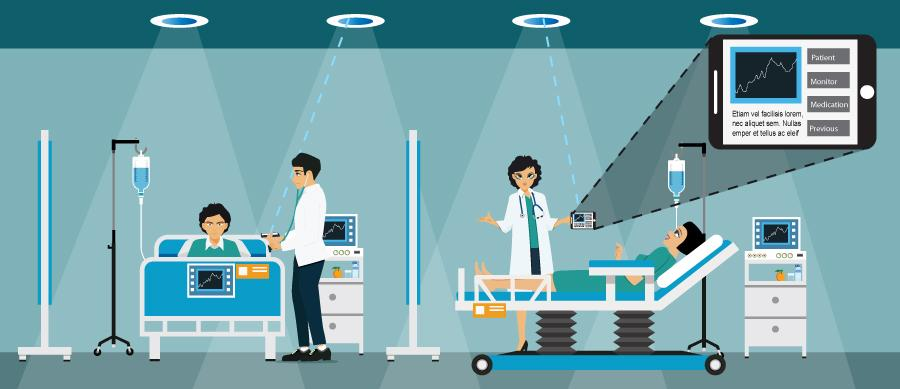 Patient
Monitor
Medication
Previous
Etiam vel facilisis lorem,
nec aliquet sem. Nullas
emper et tellus ac eleif